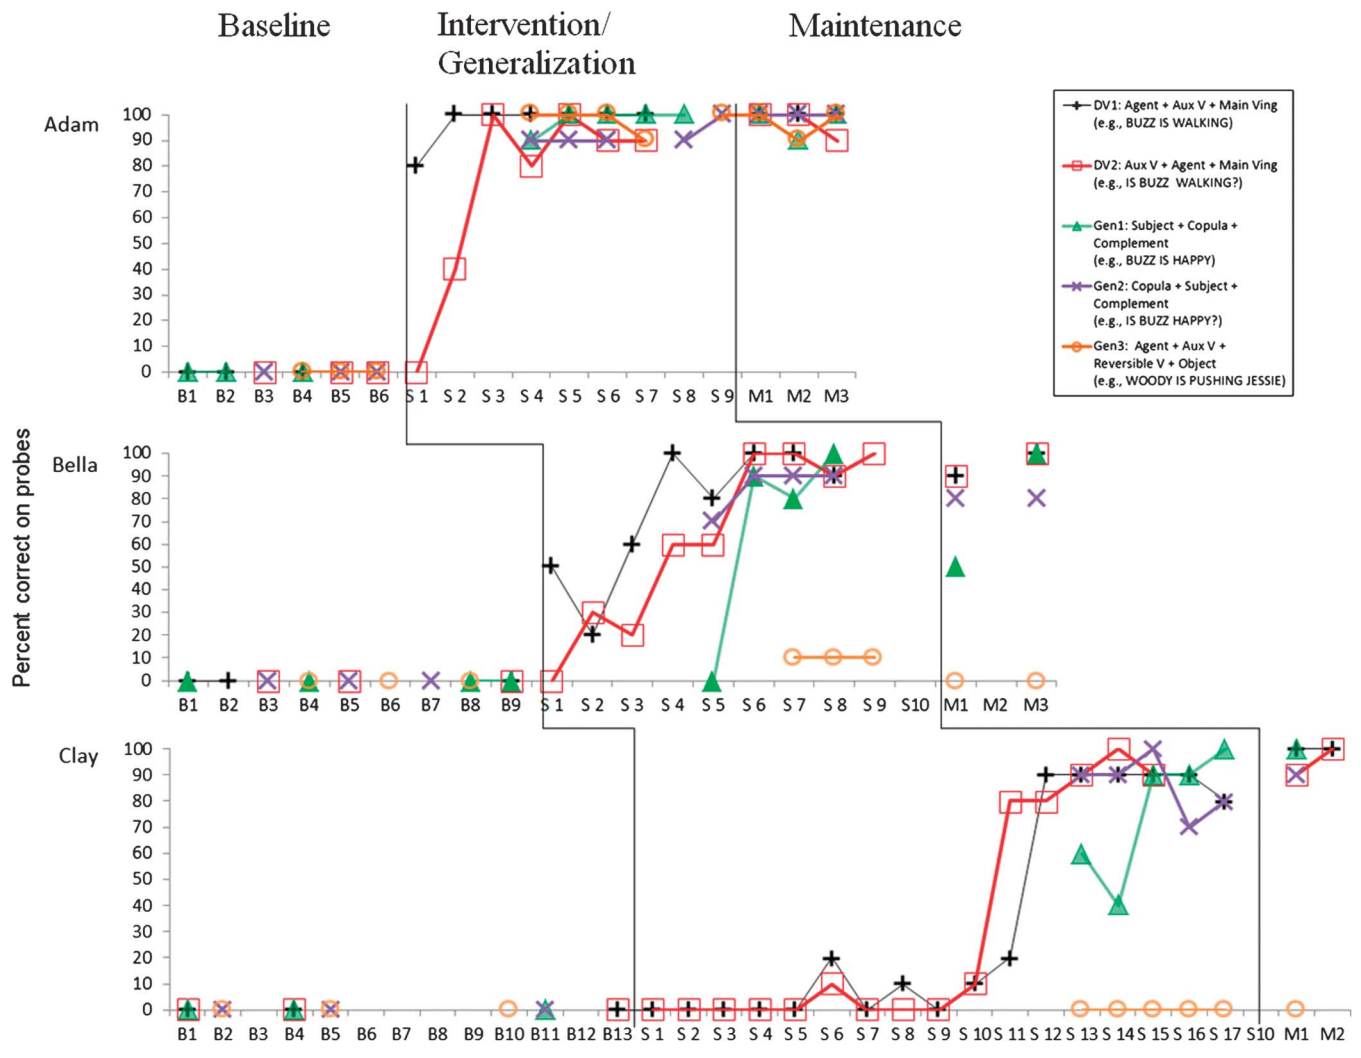 Baseline
Intervention/
Generalization
Maintenance
Adam
100
90
80
70
60
50
40
30
20
10
0
B1 B2 B3 B4 B5 B6 S 1 S 2 S 3 S 4 S 5 S 6 S 7 S 8 S 9 M1 M2 M3
DV1: Agent + Aux V + Main Ving
(e.g., BUZZ IS WALKING)
DV2: Aux V + Agent + Main Ving
(e.g., IS BUZZ WALKING?)
Gen1: Subject + Copula +
Complement
(e.g., BUZZ IS HAPPY)
Gen2: Copula + Subject +
Complement
(e.g., IS BUZZ HAPPY?)
Gen3: Agent + Aux V +
Reversible V + Object
(e.g., WOODY IS PUSHING JESSIE)
Percent correct on probes
Bella
100
90
80
70
60
50
40
30
20
10
0
B1 B2 B3 B4 B5 B6 B7 B8 B9 S 1 S 2 S 3 S 4 S 5 S 6 S 7 S 8 S 9 S10 M1 M2 M3
Clay
100
90
80
70
60
50
40
30
20
10
0
B1 B2 B3 B4 B5 B6 B7 B8 B9 B10 B11 B12 B13 S 1 S 2 S 3 S 4 S 5 S 6 S 7 S 8 S 9 S 10 S 11 S 12 S 13 S 14 S 15 S 16 S 17 S10 M1 M2